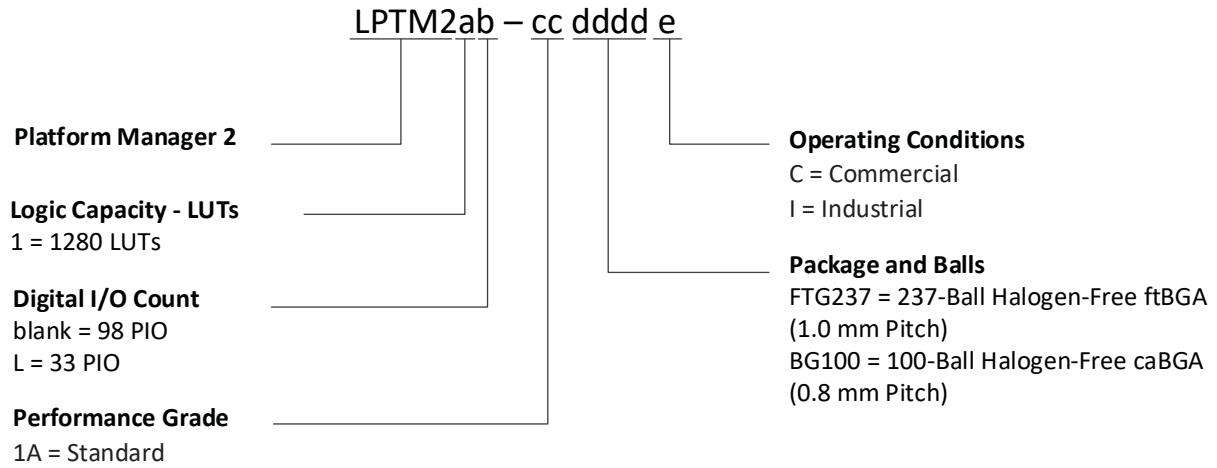 LPTM2ab – cc dddd e
Platform Manager 2
Logic Capacity - LUTs
1 = 1280 LUTs
Digital I/O Count
blank = 98 PIO
L = 33 PIO
Performance Grade
1A = Standard
Operating Conditions
C = Commercial
I = Industrial
Package and Balls
FTG237 = 237-Ball Halogen-Free ftBGA
(1.0 mm Pitch)
BG100 = 100-Ball Halogen-Free caBGA
(0.8 mm Pitch)